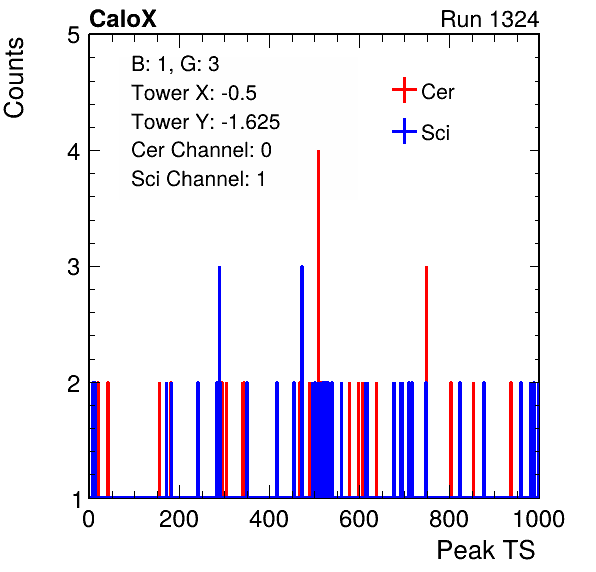 CaloX Run 1324
Counts
5
B: 1, G: 3
Tower X: -0.5
Tower Y: -1.625
Cer Channel: 0
Sci Channel: 1
Cer
Sci
4
3
2
1
0 200 400 600 800 1000
Peak TS